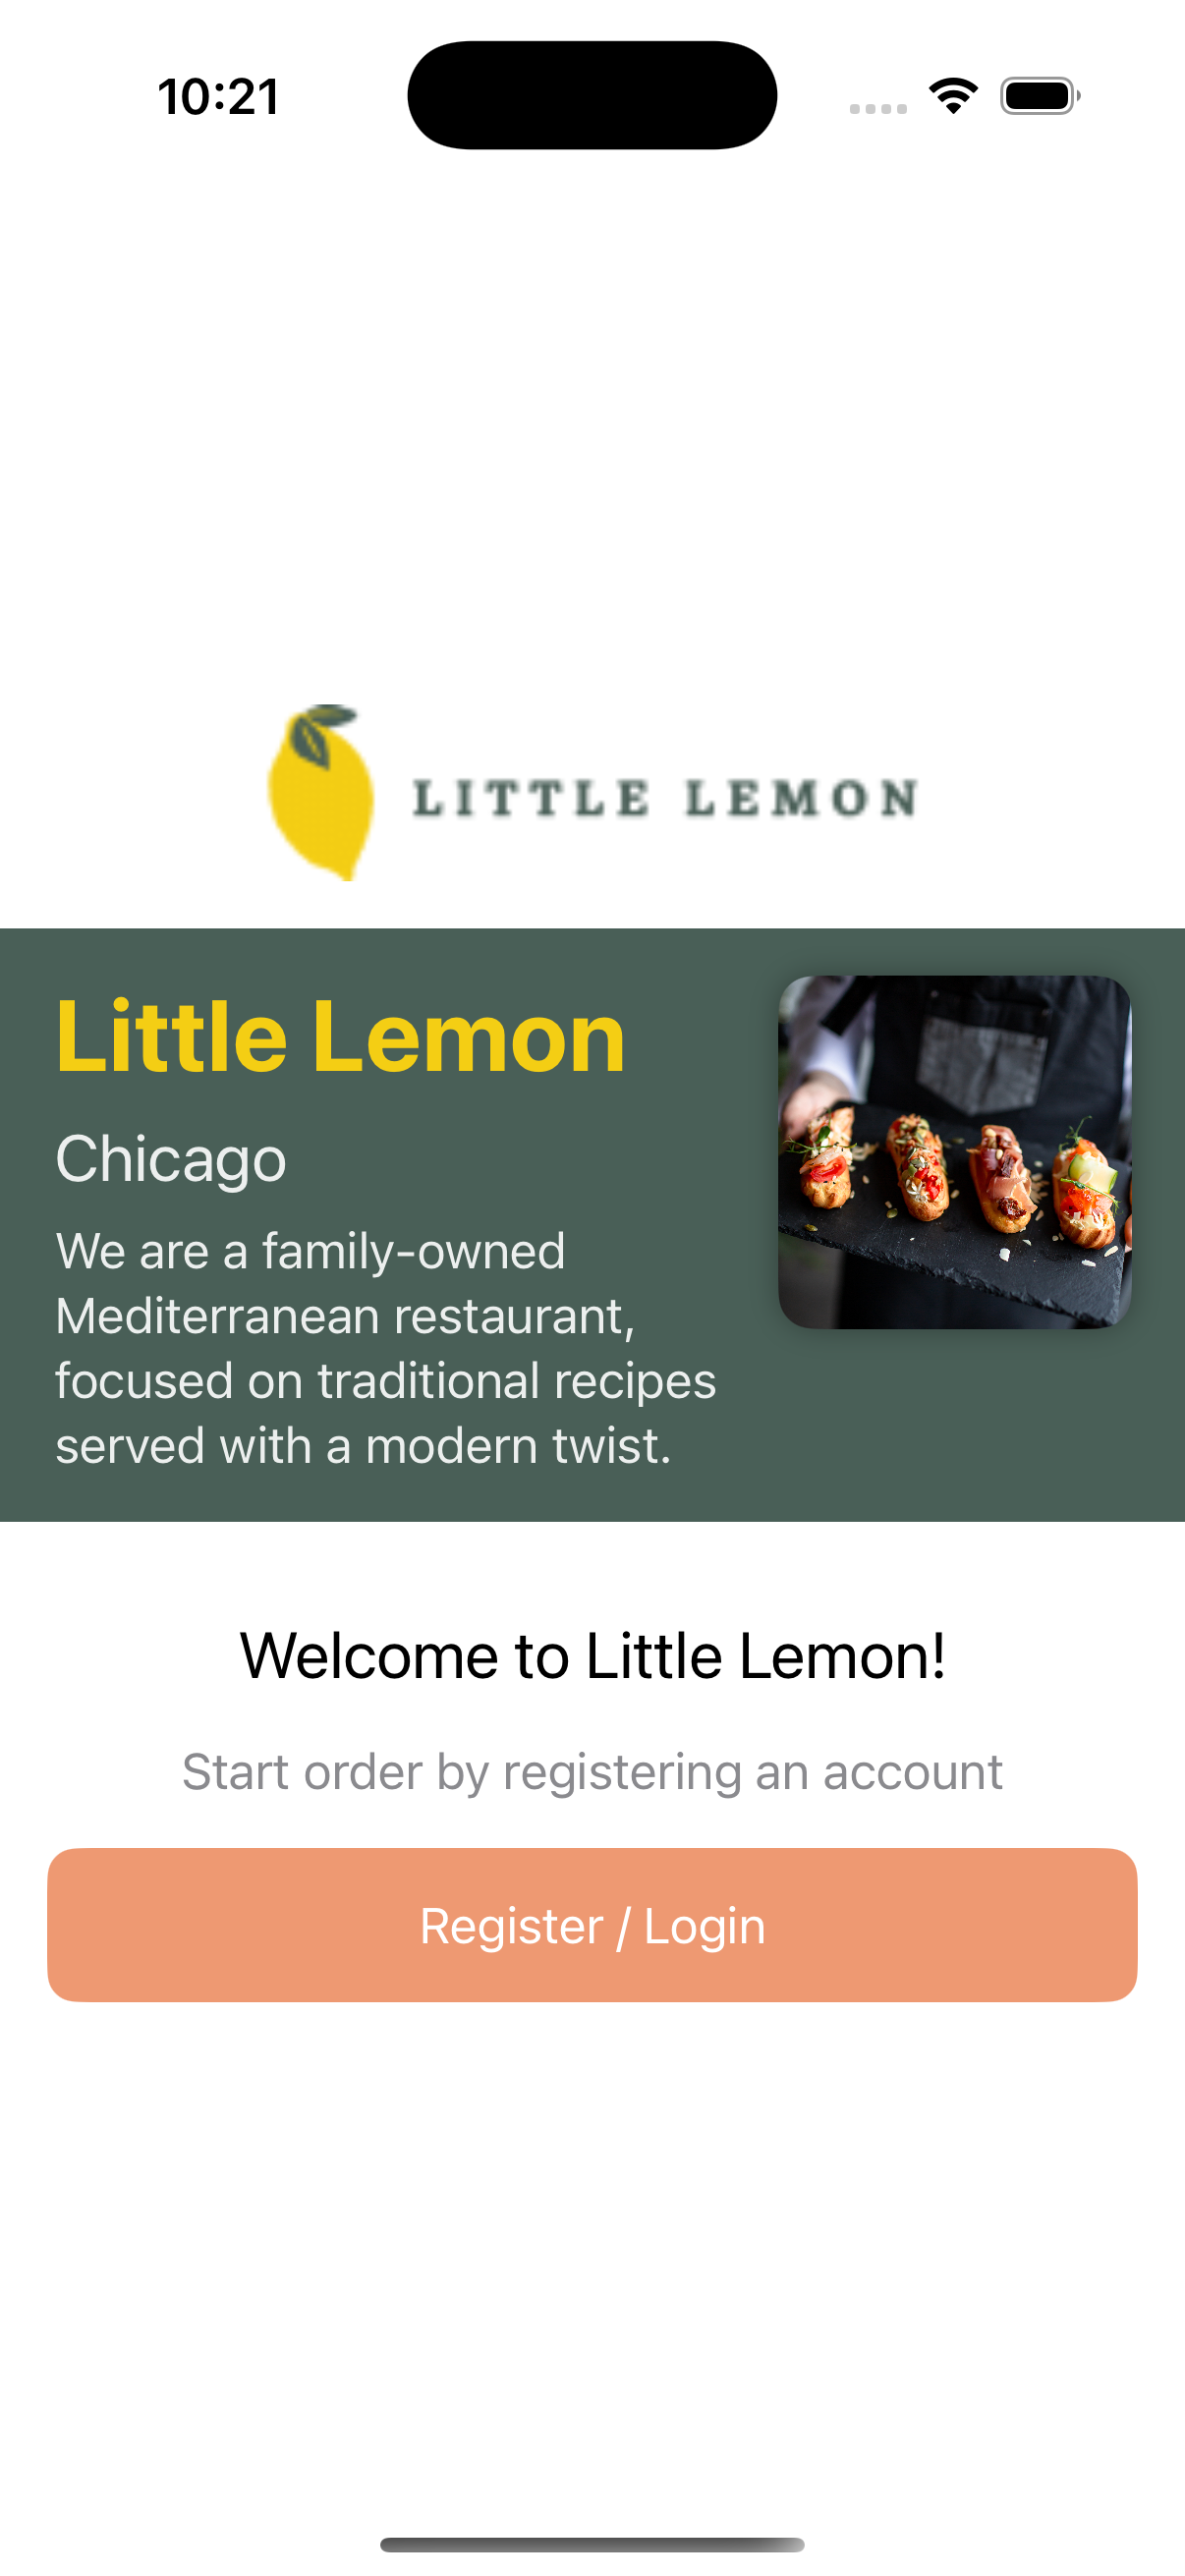 10:21
LITTLE LEMON
Little Lemon
Chicago
We are a family-owned
Mediterranean restaurant,
focused on traditional recipes
served with a modern twist.
Welcome to Little Lemon!
Start order by registering an account
Register / Login